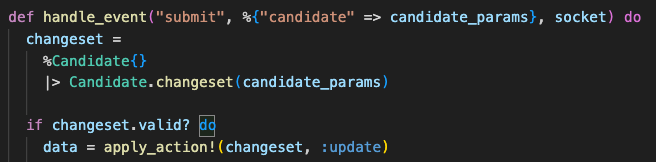 def handle_event("submit", %{"candidate" => candidate_params}, socket) do
changeset =
%Candidate{}
|> Candidate.changeset(candidate_params)
if changeset.valid? do
data = apply_action!(changeset, :update)